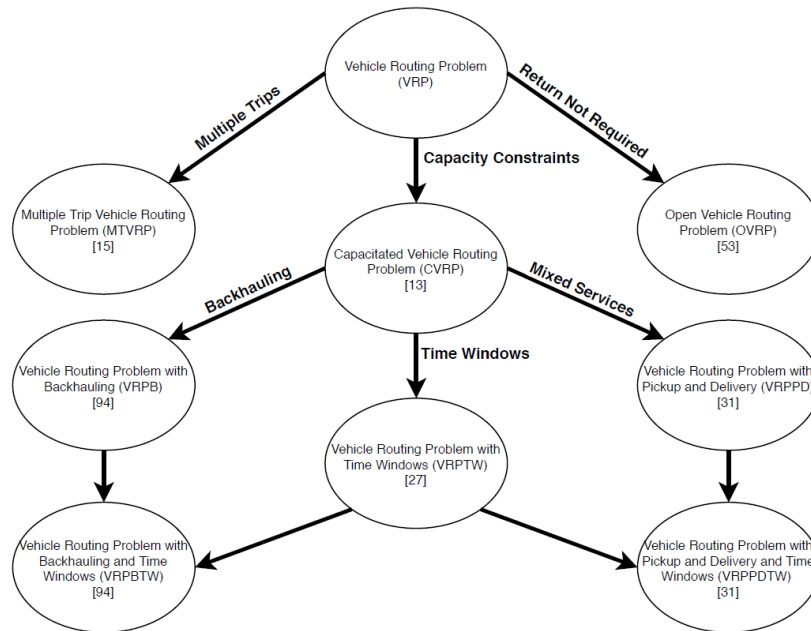 Vehicle Routing Problem
(VRP)
Multiple Trips
Return Not Required
Capacity Constraints
Multiple Trip Vehicle Routing
Problem (MTVRP)
[15]
Open Vehicle Routing
Problem (OVRP)
[53]
Capacitated Vehicle Routing
Problem (CVRP)
[13]
Backhauling
Mixed Services
Time Windows
Vehicle Routing Problem with
Backhauling (VRPB)
[94]
Vehicle Routing Problem with
Pickup and Delivery (VRPPD)
[31]
Vehicle Routing Problem with
Time Windows (VRPTW)
[27]
Vehicle Routing Problem with
Backhauling and Time
Windows (VRPBTW)
[94]
Vehicle Routing Problem with
Pickup and Delivery and Time
Windows (VRPPDTW)
[31]